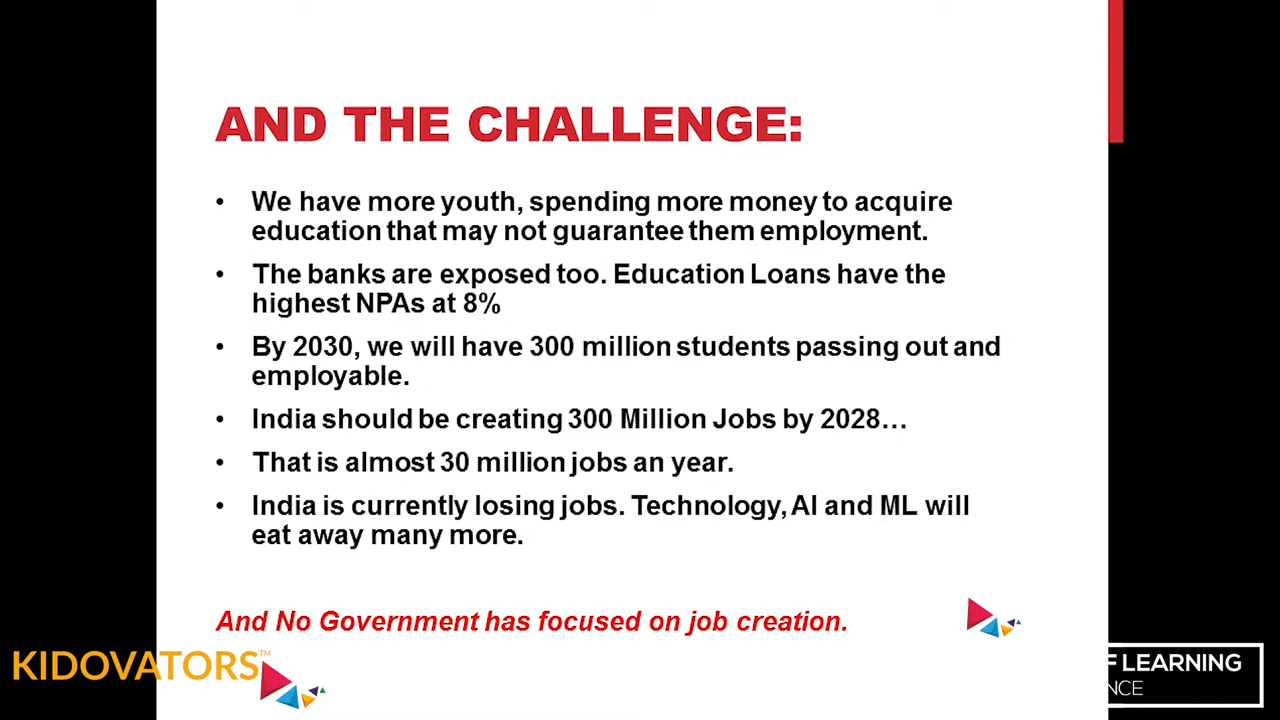 AND THE CHALLENGE:
• We have more youth, spending more money to acquire
education that may not guarantee them employment.
• The banks are exposed too. Education Loans have the
highest NPAs at 8%
• By 2030, we will have 300 million students passing out and
employable.
• India should be creating 300 Million Jobs by 2028…
• That is almost 30 million jobs an year.
• India is currently losing jobs. Technology, AI and ML will
eat away many more.
And No Government has focused on job creation.
KIDOVATORS™
F LEARNING
NCE